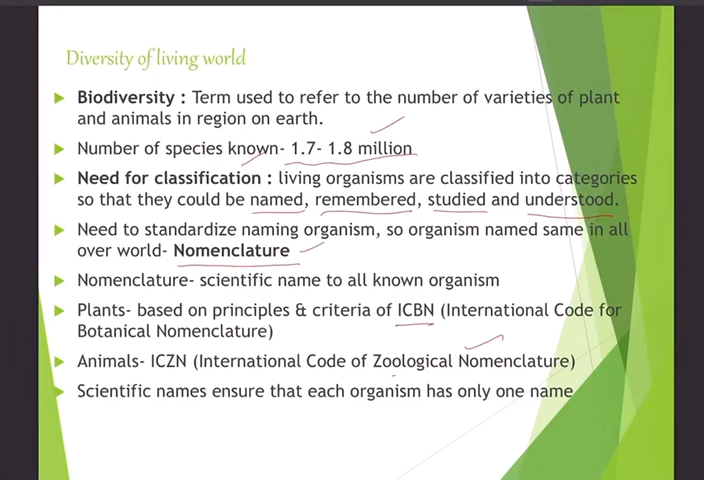 Diversity of living world
Biodiversity : Term used to refer to the number of varieties of plant
and animals in region on earth.
Number of species known- 1.7- 1.8 million
Need for classification : living organisms are classified into categories
so that they could be named, remembered, studied and understood.
Need to standardize naming organism, so organism named same in all
over world- Nomenclature
Nomenclature- scientific name to all known organism
Plants- based on principles & criteria of ICBN (International Code for
Botanical Nomenclature)
Animals- ICZN (International Code of Zoological Nomenclature)
Scientific names ensure that each organism has only one name